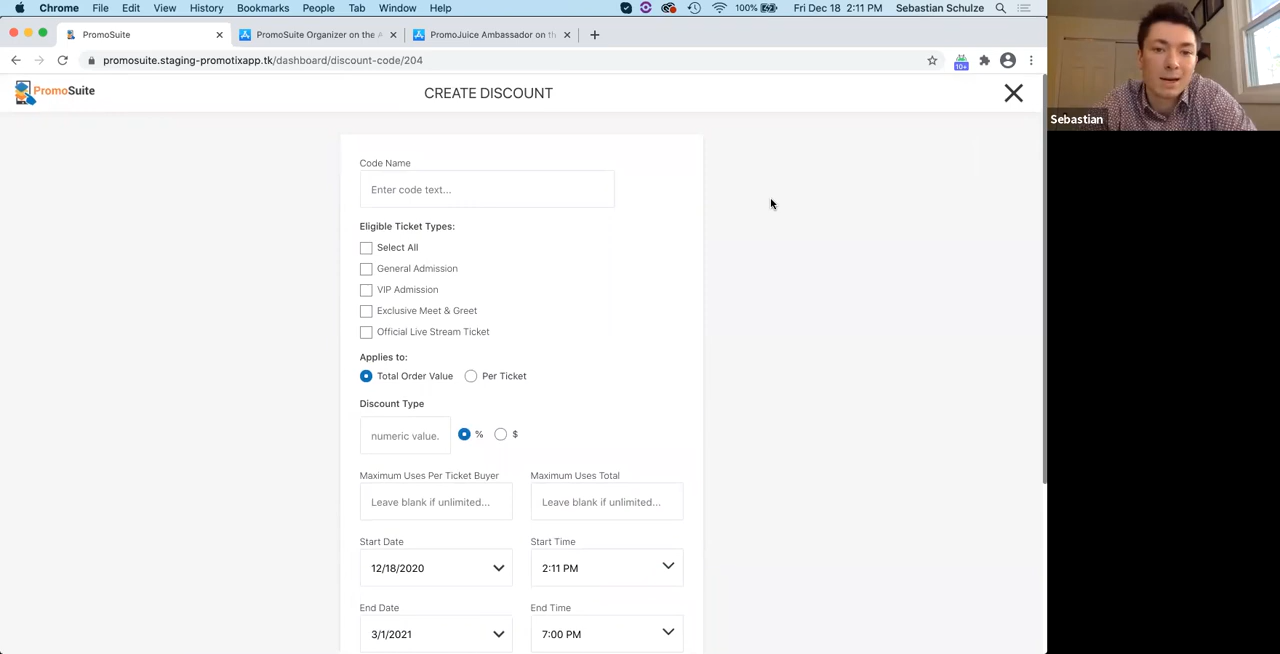 Chrome File Edit View History Bookmarks People Tab Window Help 100% Fri Dec 18 2:11 PM Sebastian Schulze
PromoSuite PromoSuite Organizer on the A PromoJuice Ambassador on th
promosuite.staging-promotixapp.tk/dashboard/discount-code/204 10+
PromoSuite CREATE DISCOUNT
Sebastian
Code Name
Enter code text...
Eligible Ticket Types:
Select All
General Admission
VIP Admission
Exclusive Meet & Greet
Official Live Stream Ticket
Applies to:
Total Order Value Per Ticket
Discount Type
numeric value. % $
Maximum Uses Per Ticket Buyer Maximum Uses Total
Leave blank if unlimited... Leave blank if unlimited...
Start Date Start Time
12/18/2020 2:11 PM
End Date End Time
3/1/2021 7:00 PM